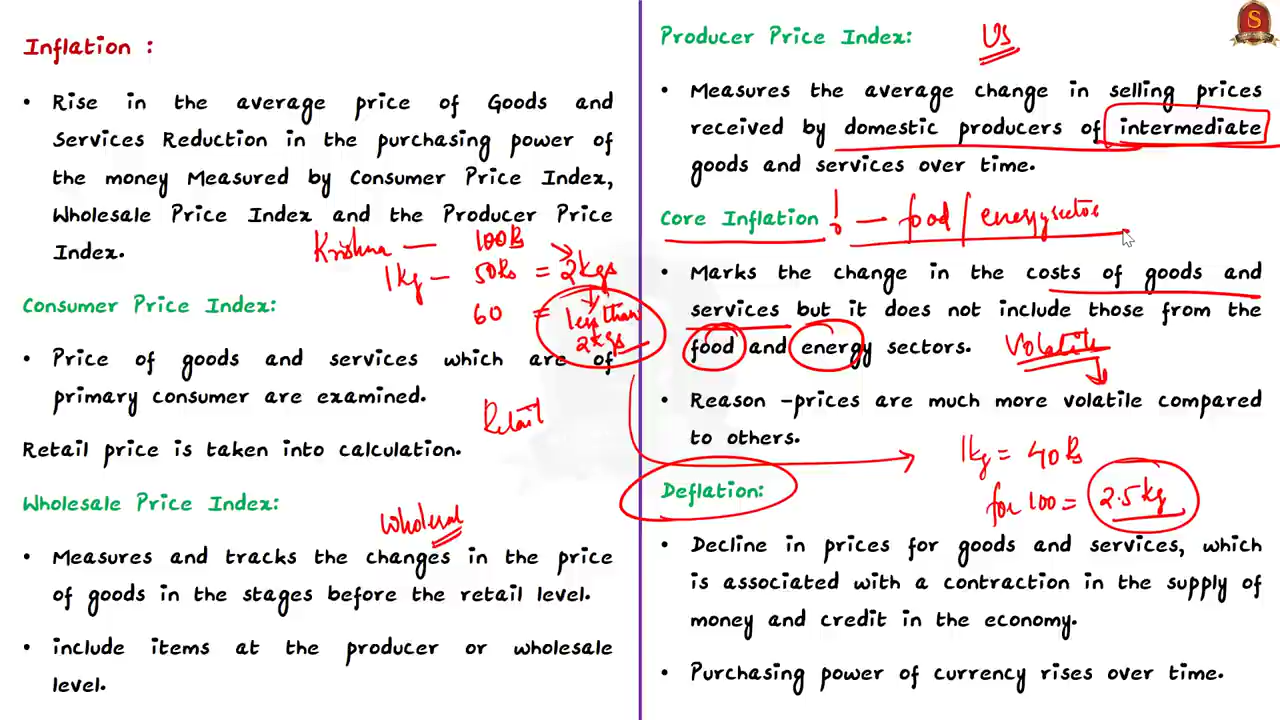 Inflation :
• Rise in the average price of Goods and
Services Reduction in the purchasing power of
the money Measured by Consumer Price Index,
Wholesale Price Index and the Producer Price
Index.
Krishna — 100Rs
1kg — 50Rs = 2kgs
60 = less than
2kgs
Consumer Price Index:
• Price of goods and services which are of
primary consumer are examined.
Retail
Retail price is taken into calculation.
Wholesale Price Index:
• Measures and tracks the changes in the price
of goods in the stages before the retail level.
• include items at the producer or wholesale
level.
Producer Price Index: US
• Measures the average change in selling prices
received by domestic producers of intermediate
goods and services over time.
Core Inflation : — food / energy sector
• Marks the change in the costs of goods and
services but it does not include those from the
food and energy sectors. Volatile
• Reason -prices are much more volatile compared
to others.
1kg = 40Rs
for 100 = 2.5kg
Deflation:
• Decline in prices for goods and services, which
is associated with a contraction in the supply of
money and credit in the economy.
• Purchasing power of currency rises over time.
S